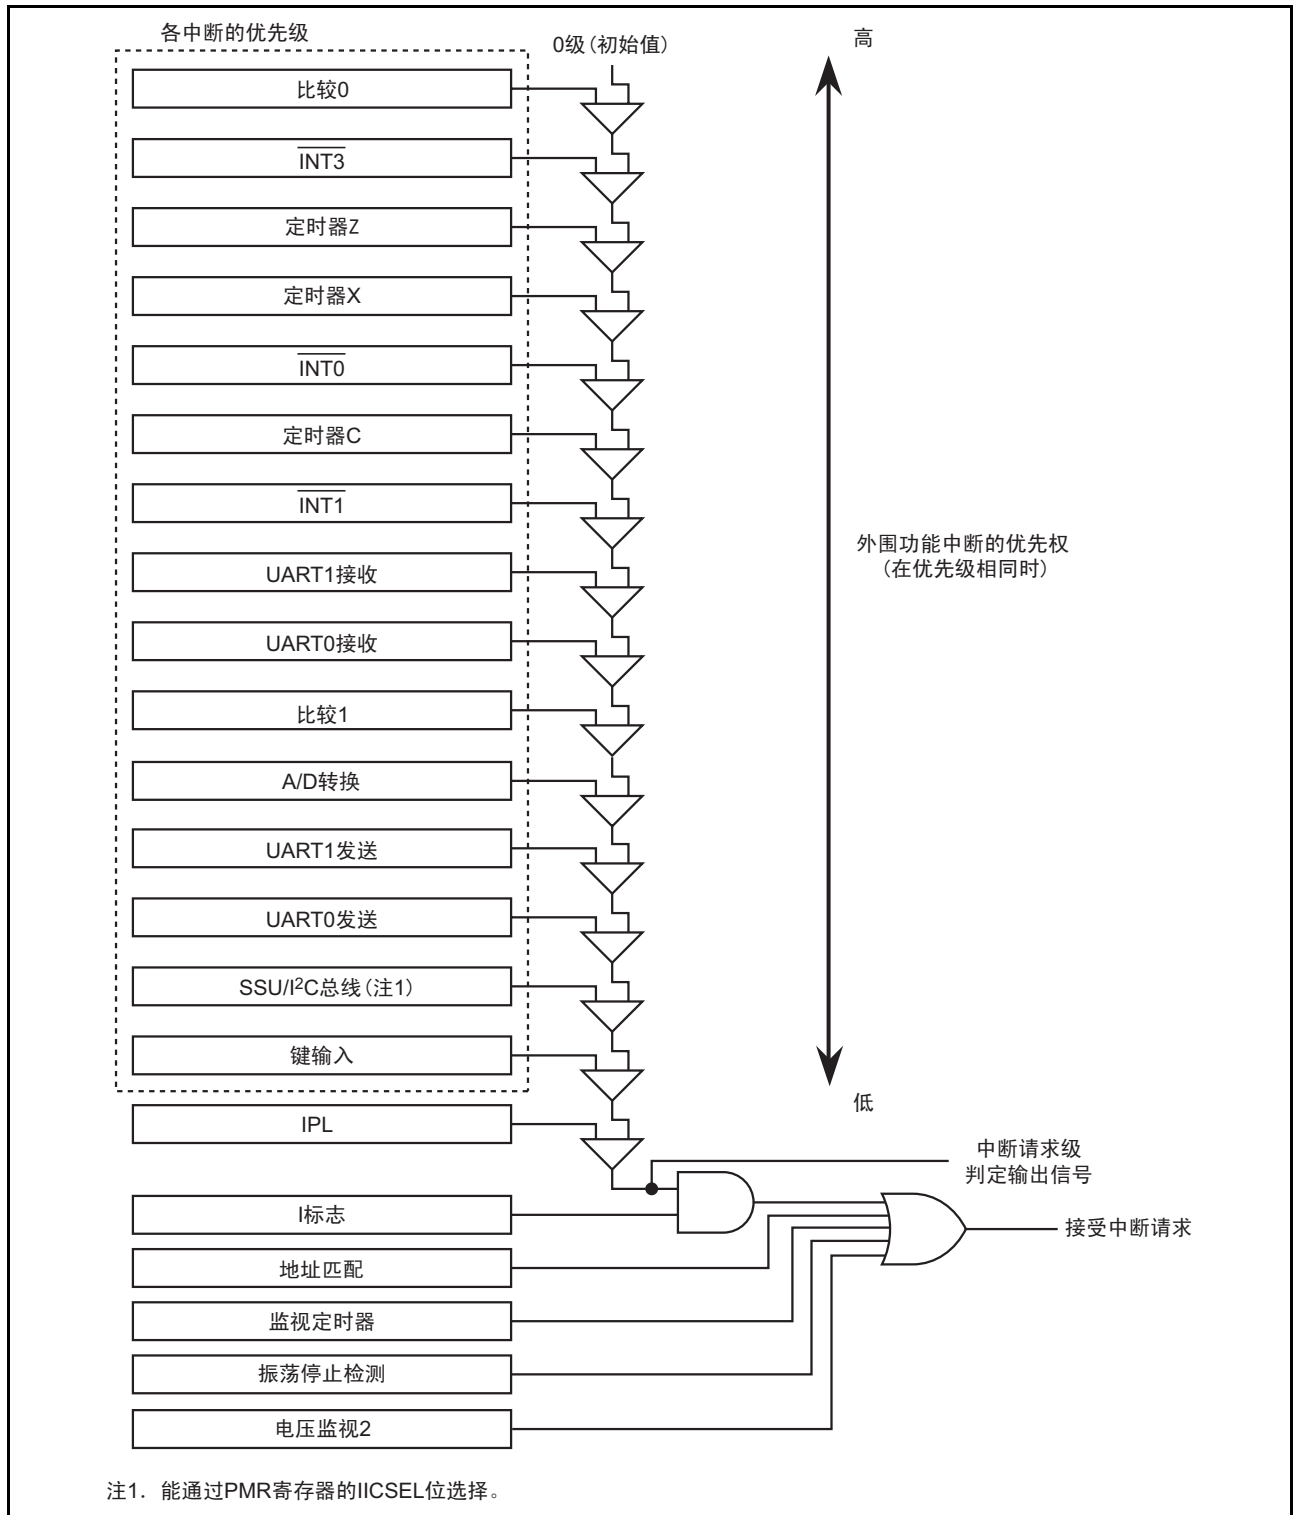 各中断的优先级
0级(初始值)
高
比较0
INT3
定时器Z
定时器X
INT0
定时器C
INT1
外围功能中断的优先权
(在优先级相同时)
UART1接收
UART0接收
比较1
A/D转换
UART1发送
UART0发送
SSU/I²C总线(注1)
键输入
低
IPL
中断请求级
判定输出信号
I标志
接受中断请求
地址匹配
监视定时器
振荡停止检测
电压监视2
注1. 能通过PMR寄存器的IICSEL位选择。